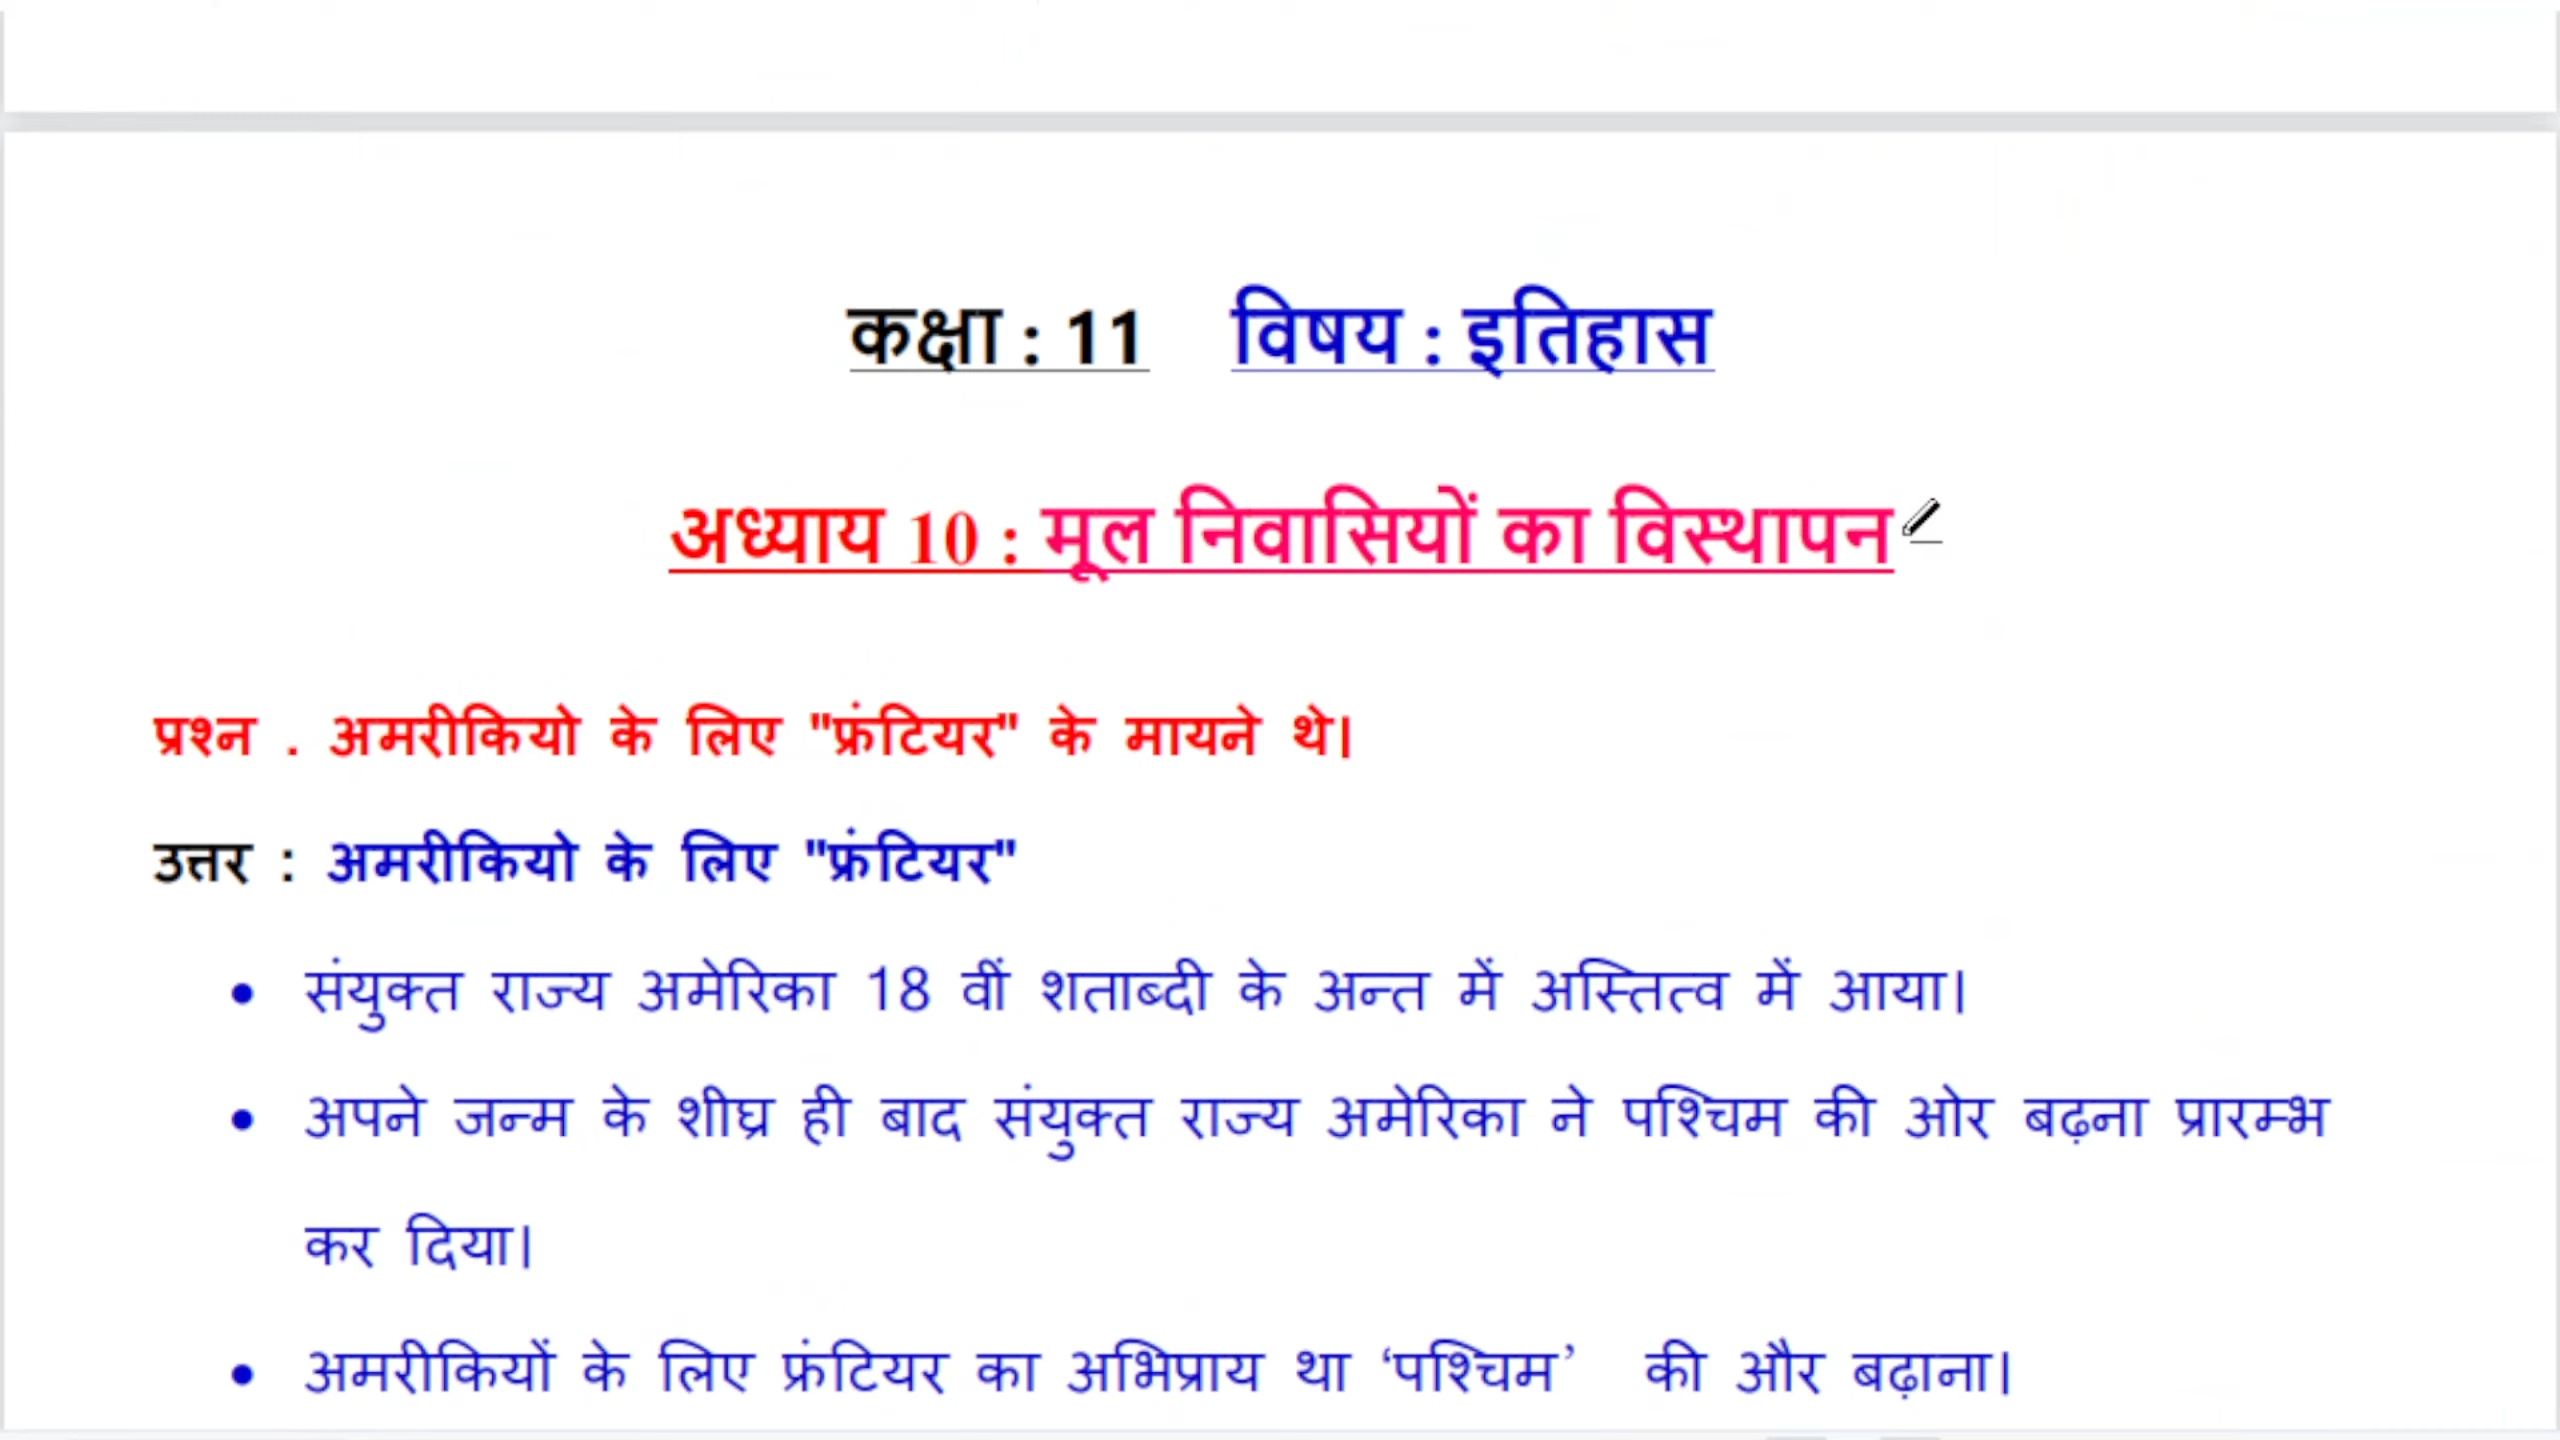 कक्षा : 11 विषय : इतिहास
अध्याय 10 : मूल निवासियों का विस्थापन
प्रश्न . अमरीकियो के लिए "फ्रंटियर" के मायने थे।
उत्तर : अमरीकियो के लिए "फ्रंटियर"
• संयुक्त राज्य अमेरिका 18 वीं शताब्दी के अन्त में अस्तित्व में आया।
• अपने जन्म के शीघ्र ही बाद संयुक्त राज्य अमेरिका ने पश्चिम की ओर बढ़ना प्रारम्भ
कर दिया।
• अमरीकियों के लिए फ्रंटियर का अभिप्राय था ‘पश्चिम’ की और बढ़ाना।